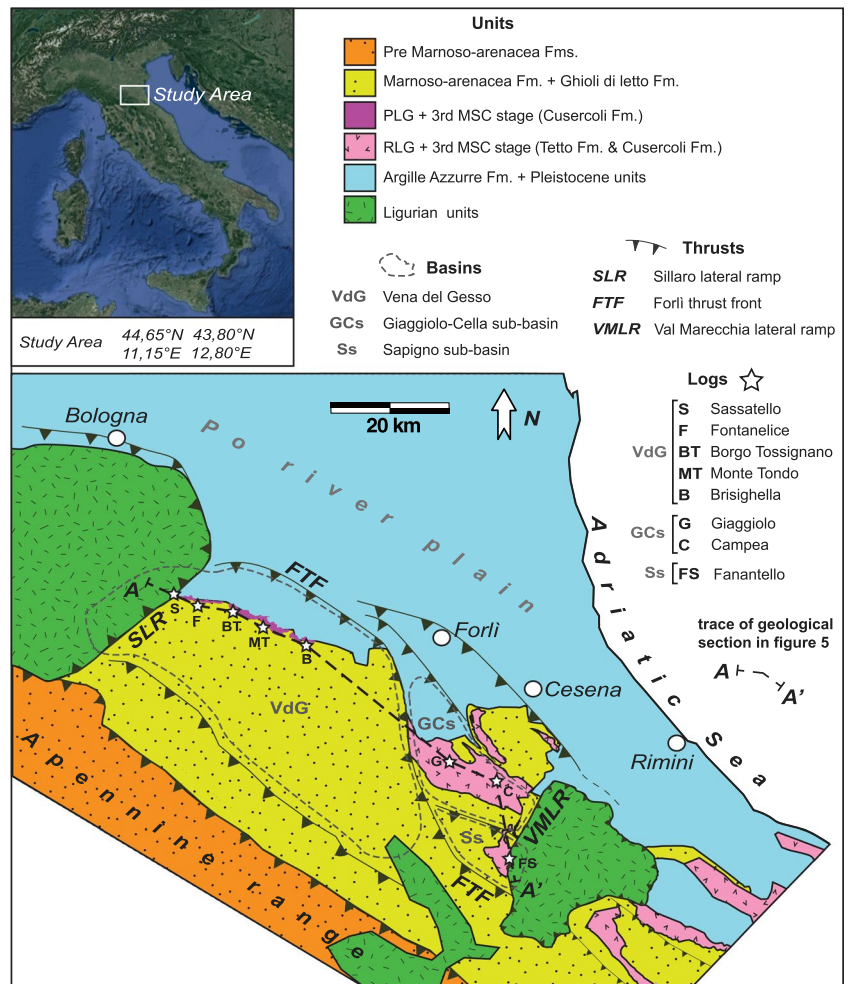 Study Area
Study Area
44,65°N 43,80°N
11,15°E 12,80°E
Units
Pre Marnoso-arenacea Fms.
Marnoso-arenacea Fm. + Ghioli di letto Fm.
PLG + 3rd MSC stage (Cusercoli Fm.)
RLG + 3rd MSC stage (Tetto Fm. & Cusercoli Fm.)
Argille Azzurre Fm. + Pleistocene units
Ligurian units
Basins
VdG Vena del Gesso
GCs Giaggiolo-Cella sub-basin
Ss Sapigno sub-basin
Thrusts
SLR Sillaro lateral ramp
FTF Forlì thrust front
VMLR Val Marecchia lateral ramp
Logs
VdG
S Sassatello
F Fontanelice
BT Borgo Tossignano
MT Monte Tondo
B Brisighella
GCs
G Giaggiolo
C Campea
Ss
FS Fanantello
trace of geological
section in figure 5
A A'
Bologna
20 km
N
Po river plain
Adriatic Sea
FTF
A
S
F
BT
MT
B
SLR
Forlì
Cesena
Rimini
VdG
GCs
G
C
Ss
VMLR
FS
A'
FTF
Apennine range